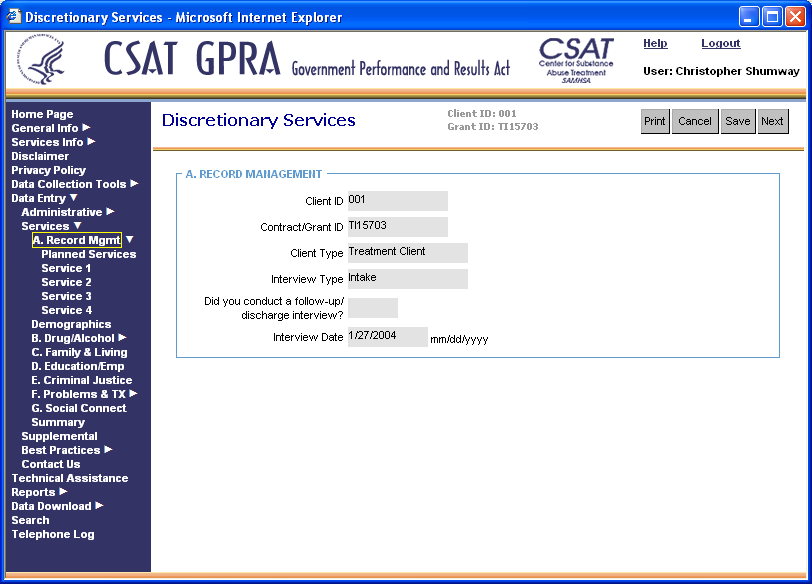 Discretionary Services - Microsoft Internet Explorer
CSAT GPRA Government Performance and Results Act
CSAT
Center for Substance
Abuse Treatment
SAMHSA
Help Logout
User: Christopher Shumway
Home Page
General Info
Services Info
Disclaimer
Privacy Policy
Data Collection Tools
Data Entry
Administrative
Services
A. Record Mgmt
Planned Services
Service 1
Service 2
Service 3
Service 4
Demographics
B. Drug/Alcohol
C. Family & Living
D. Education/Emp
E. Criminal Justice
F. Problems & TX
G. Social Connect
Summary
Supplemental
Best Practices
Contact Us
Technical Assistance
Reports
Data Download
Search
Telephone Log
Discretionary Services
Client ID: 001
Grant ID: TI15703
Print Cancel Save Next
A. RECORD MANAGEMENT
Client ID 001
Contract/Grant ID TI15703
Client Type Treatment Client
Interview Type Intake
Did you conduct a follow-up/
discharge interview?
Interview Date 1/27/2004 mm/dd/yyyy